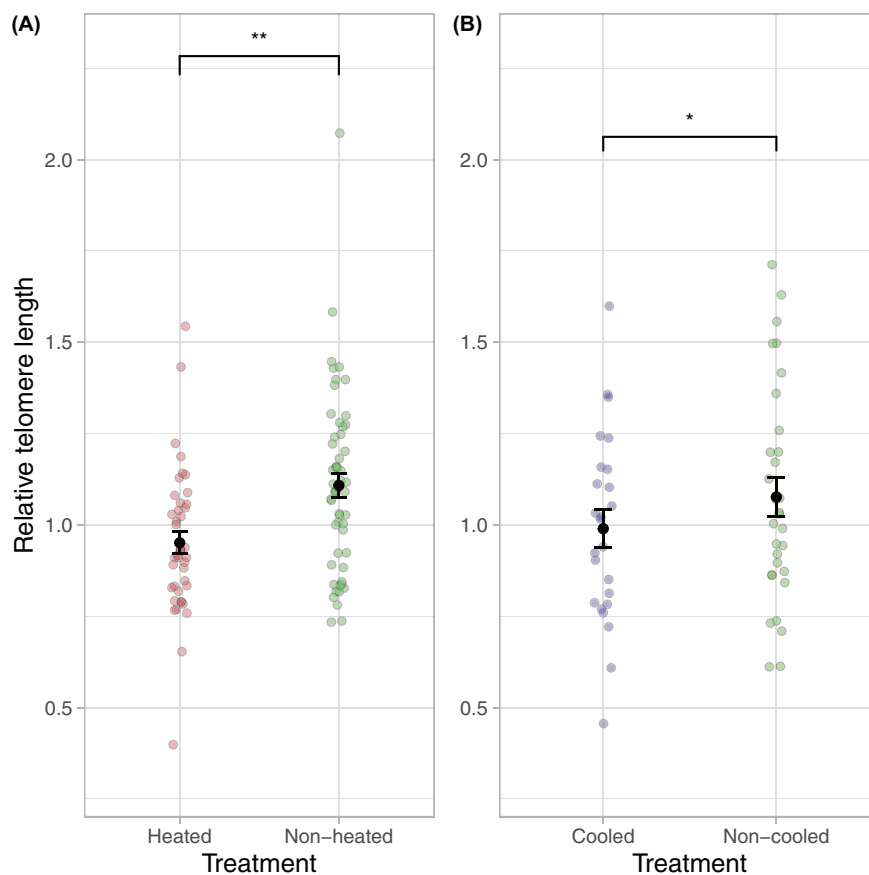 (A)
**
2.0
1.5
1.0
0.5
Relative telomere length
Heated
Non−heated
Treatment
(B)
*
2.0
1.5
1.0
0.5
Cooled
Non−cooled
Treatment